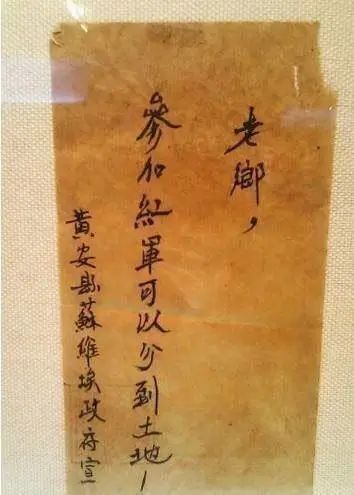 老鄉，
參加紅軍可以分到土地！
黃安縣蘇維埃政府宣